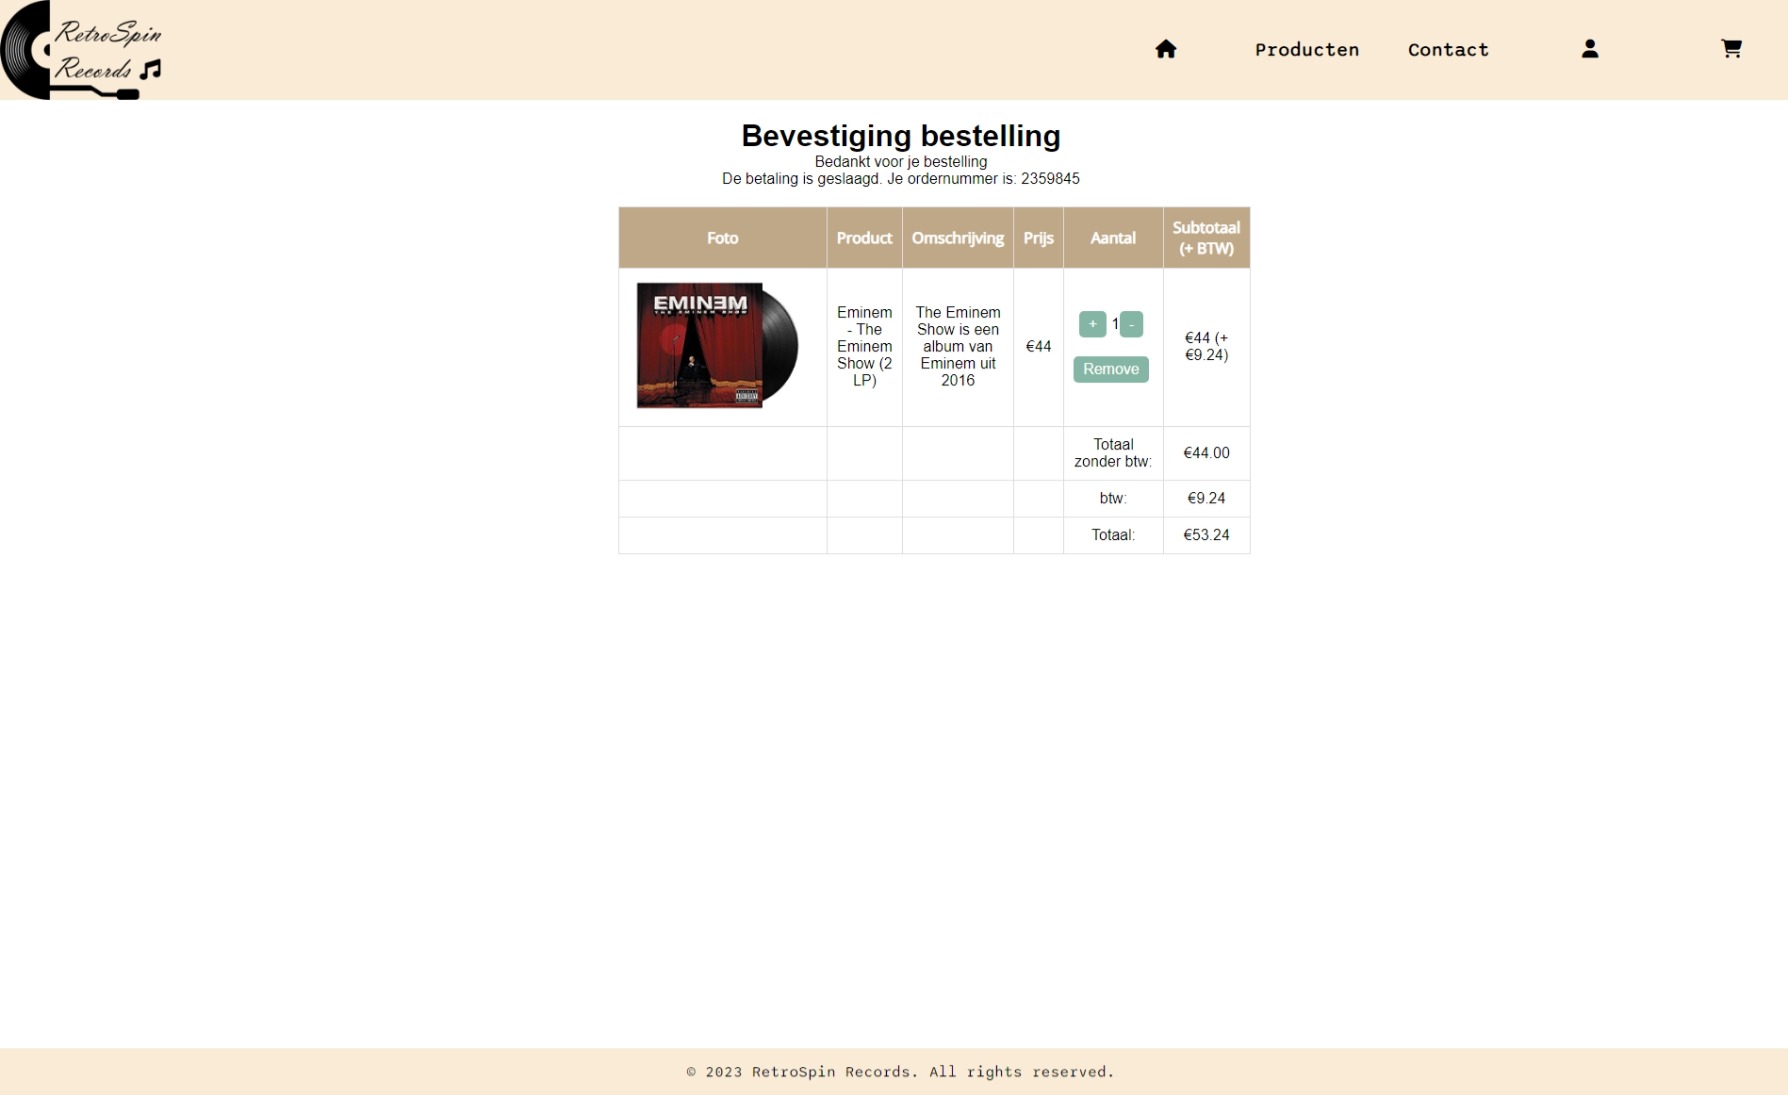 RetroSpin
Records
Producten
Contact
Bevestiging bestelling
Bedankt voor je bestelling
De betaling is geslaagd. Je ordernummer is: 2359845
Foto
Product
Omschrijving
Prijs
Aantal
Subtotaal
(+ BTW)
EMINEM
THE EMINEM SHOW
Eminem
- The
Eminem
Show (2
LP)
The Eminem
Show is een
album van
Eminem uit
2016
€44
+ 1 -
Remove
€44 (+
€9.24)
Totaal
zonder btw:
€44.00
btw:
€9.24
Totaal:
€53.24
© 2023 RetroSpin Records. All rights reserved.